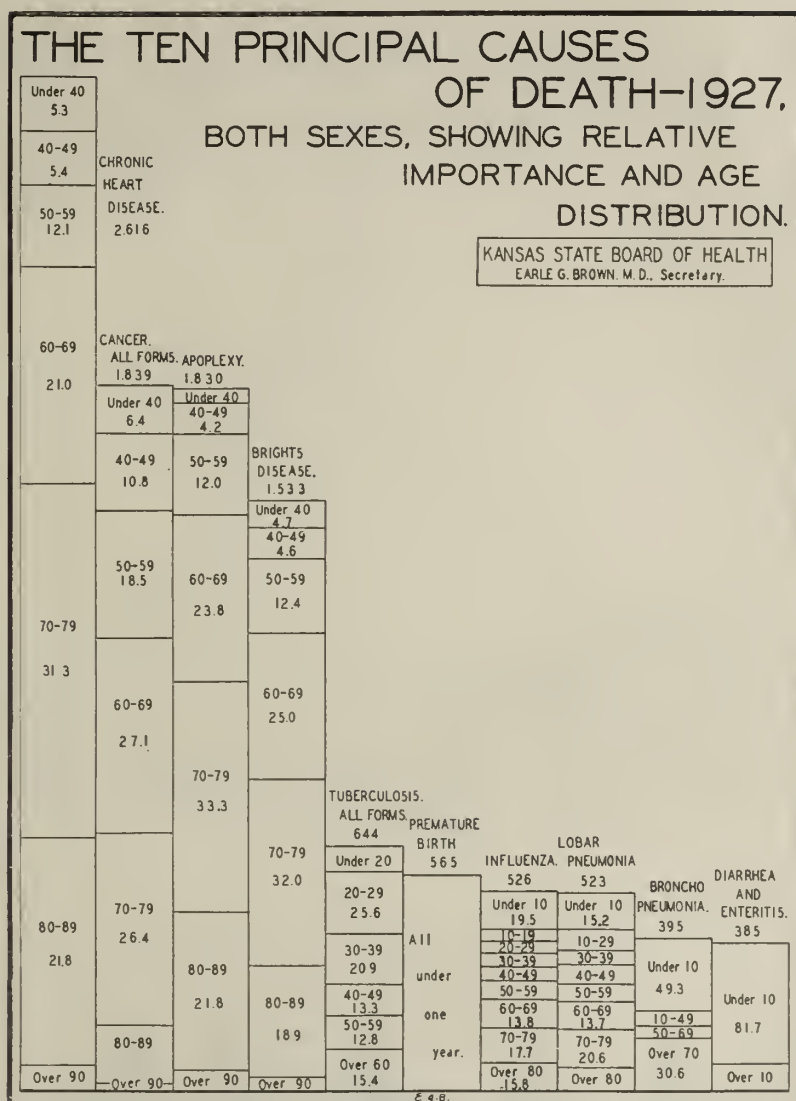 THE TEN PRINCIPAL CAUSES
OF DEATH-1927,
BOTH SEXES, SHOWING RELATIVE
IMPORTANCE AND AGE
DISTRIBUTION.
KANSAS STATE BOARD OF HEALTH
EARLE G. BROWN. M. D., Secretary.
CHRONIC
HEART
DISEASE.
2.616
Under 40
5.3
40-49
5.4
50-59
12.1
60-69
21.0
70-79
31.3
80-89
21.8
Over 90
CANCER.
ALL FORMS.
1.839
Under 40
6.4
40-49
10.8
50-59
18.5
60-69
27.1
70-79
26.4
80-89
Over 90
APOPLEXY.
1.830
Under 40
40-49
4.2
50-59
12.0
60-69
23.8
70-79
33.3
80-89
21.8
Over 90
BRIGHTS
DISEASE.
1.533
Under 40
4.7
40-49
4.6
50-59
12.4
60-69
25.0
70-79
32.0
80-89
18.9
Over 90
TUBERCULOSIS.
ALL FORMS.
644
Under 20
20-29
25.6
30-39
20.9
40-49
13.3
50-59
12.8
Over 60
15.4
PREMATURE
BIRTH
565
All
under
one
year.
INFLUENZA.
526
Under 10
19.5
10-19
20-29
30-39
40-49
50-59
60-69
13.8
70-79
17.7
Over 80
15.8
LOBAR
PNEUMONIA
523
Under 10
15.2
10-29
30-39
40-49
50-59
60-69
13.7
70-79
20.6
Over 80
BRONCHO
PNEUMONIA.
395
Under 10
49.3
10-49
50-69
Over 70
30.6
DIARRHEA
AND
ENTERITIS.
385
Under 10
81.7
Over 10